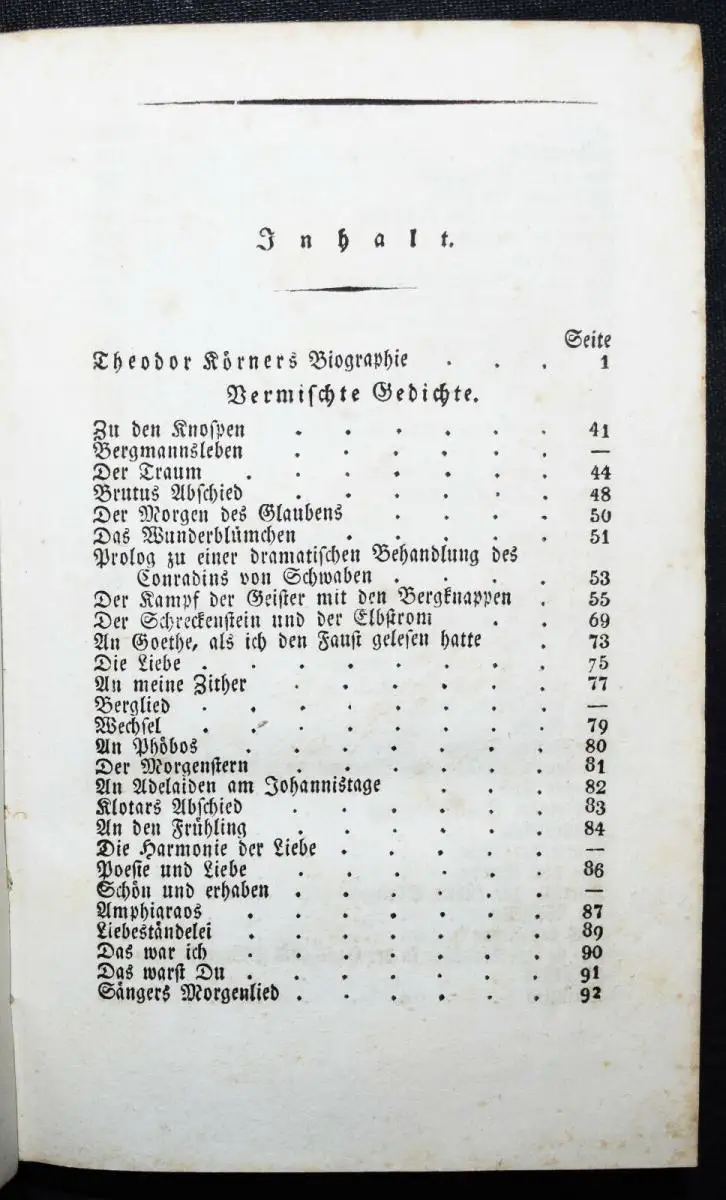 Inhalt.
Seite
Theodor Körners Biographie . . . 1
Vermischte Gedichte.
Zu den Knospen . . . . . . 41
Bergmannsleben . . . . . . —
Der Traum . . . . . . . 44
Brutus Abschied . . . . . . 48
Der Morgen des Glaubens . . . . 50
Das Wunderblümchen . . . . . 51
Prolog zu einer dramatischen Behandlung des
Conradins von Schwaben . . . . 53
Der Kampf der Geister mit den Bergknappen . 55
Der Schreckenstein und der Elbstrom . . 69
An Goethe, als ich den Faust gelesen hatte . 73
Die Liebe . . . . . . . . 75
An meine Zither . . . . . . 77
Berglied . . . . . . . . —
Wechsel . . . . . . . . 79
An Phöbos . . . . . . . 80
Der Morgenstern . . . . . . 81
An Adelaiden am Johannistage . . . 82
Klotars Abschied . . . . . . 83
An den Frühling . . . . . . 84
Die Harmonie der Liebe . . . . . —
Poesie und Liebe . . . . . . 86
Schön und erhaben . . . . . . —
Amphiaraos . . . . . . . 87
Liebeständelei . . . . . . . 89
Das war ich . . . . . . . 90
Das warst Du . . . . . . . 91
Sängers Morgenlied . . . . . . 92